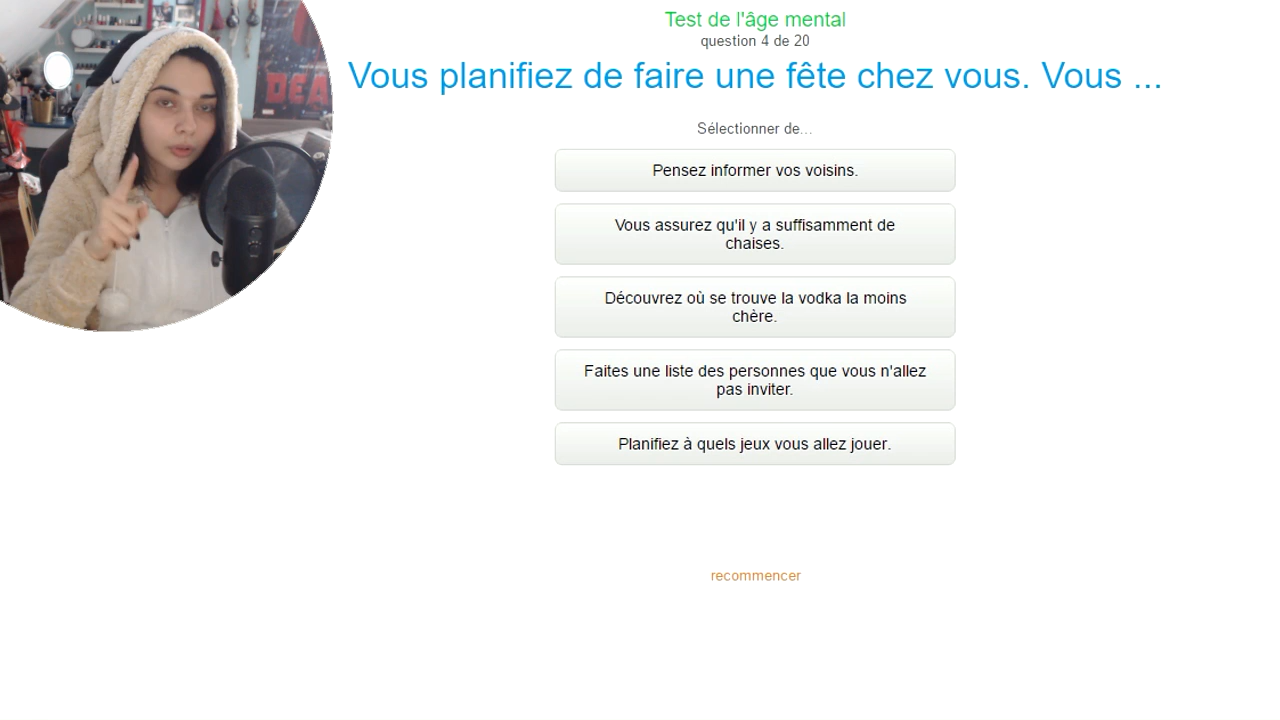 Test de l'âge mental
question 4 de 20
Vous planifiez de faire une fête chez vous. Vous ...
Sélectionner de...
Pensez informer vos voisins.
Vous assurez qu'il y a suffisamment de
chaises.
Découvrez où se trouve la vodka la moins
chère.
Faites une liste des personnes que vous n'allez
pas inviter.
Planifiez à quels jeux vous allez jouer.
recommencer
DEA